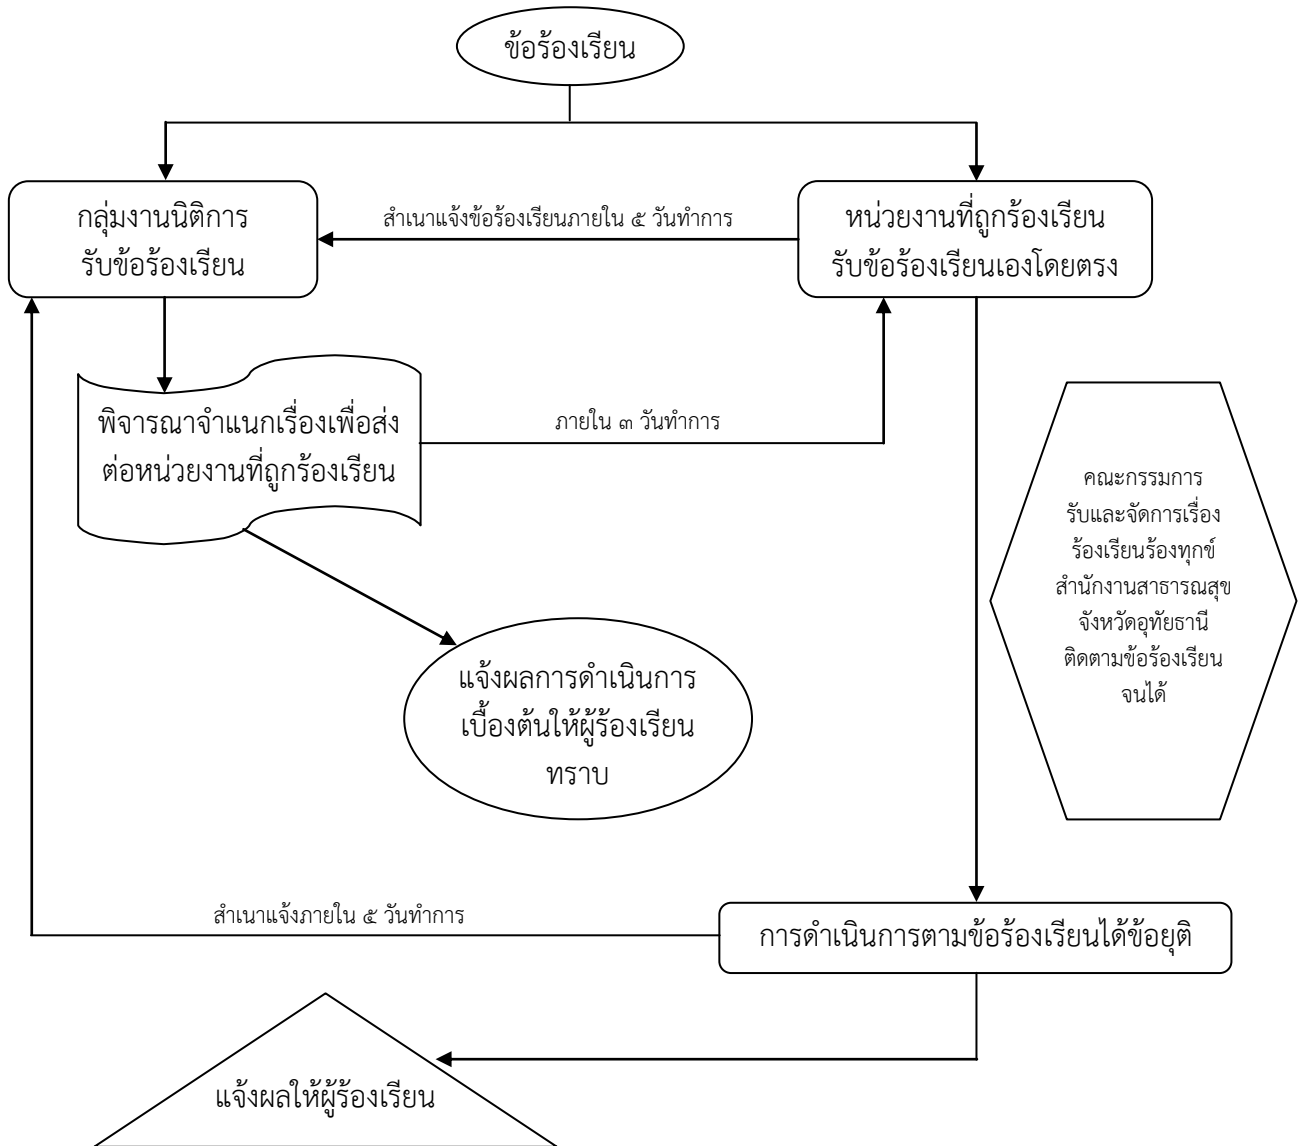 ข้อร้องเรียน
กลุ่มงานนิติการ
รับข้อร้องเรียน
สำเนาแจ้งข้อร้องเรียนภายใน ๕ วันทำการ
หน่วยงานที่ถูกร้องเรียน
รับข้อร้องเรียนเองโดยตรง
พิจารณาจำแนกเรื่องเพื่อส่ง
ต่อหน่วยงานที่ถูกร้องเรียน
ภายใน ๓ วันทำการ
คณะกรรมการ
รับและจัดการเรื่อง
ร้องเรียนร้องทุกข์
สำนักงานสาธารณสุข
จังหวัดอุทัยธานี
ติดตามข้อร้องเรียน
จนได้
แจ้งผลการดำเนินการ
เบื้องต้นให้ผู้ร้องเรียน
ทราบ
สำเนาแจ้งภายใน ๕ วันทำการ
การดำเนินการตามข้อร้องเรียนได้ข้อยุติ
แจ้งผลให้ผู้ร้องเรียน